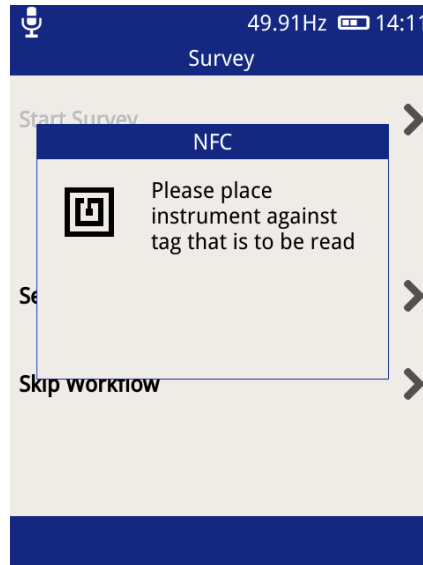 49.91Hz 14:11
Survey
Start Survey
NFC
Please place
instrument against
tag that is to be read
Skip Workflow